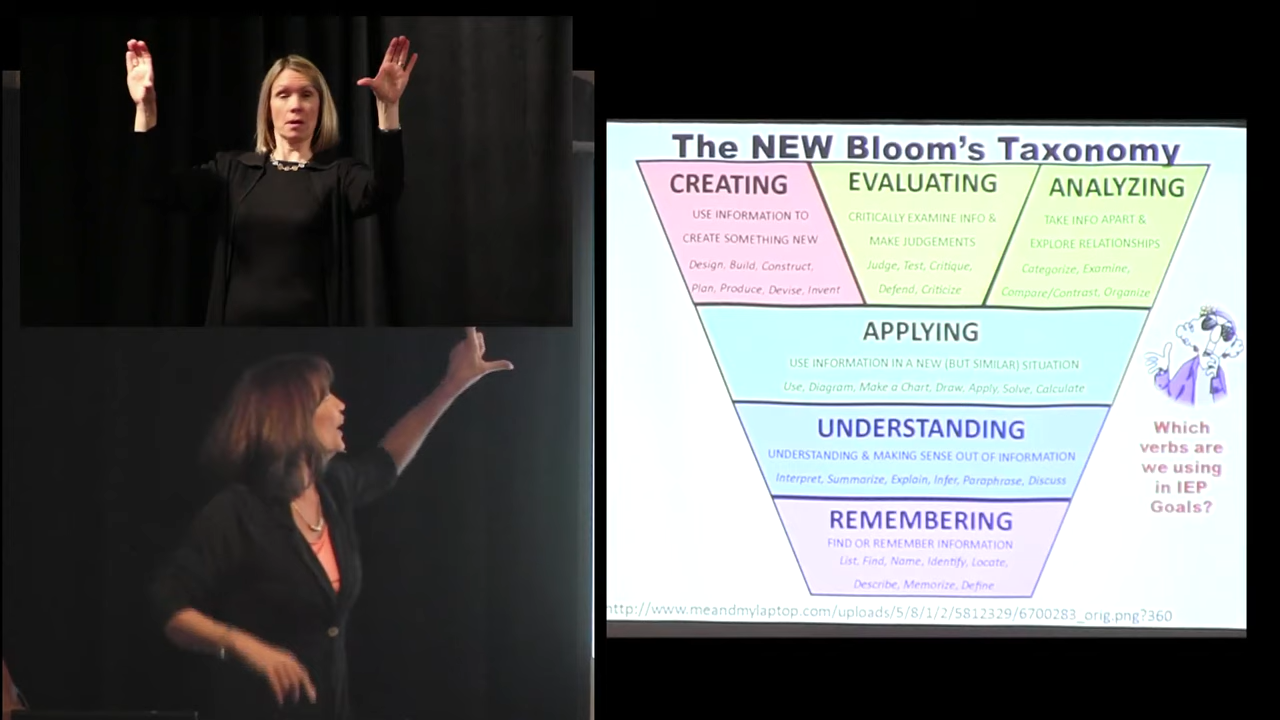 The NEW Bloom's Taxonomy
CREATING
USE INFORMATION TO
CREATE SOMETHING NEW
Design, Build, Construct,
Plan, Produce, Devise, Invent
EVALUATING
CRITICALLY EXAMINE INFO &
MAKE JUDGEMENTS
Judge, Test, Critique,
Defend, Criticize
ANALYZING
TAKE INFO APART &
EXPLORE RELATIONSHIPS
Categorize, Examine,
Compare/Contrast, Organize
APPLYING
USE INFORMATION IN A NEW (BUT SIMILAR) SITUATION
Use, Diagram, Make a Chart, Draw, Apply, Solve, Calculate
UNDERSTANDING
UNDERSTANDING & MAKING SENSE OUT OF INFORMATION
Interpret, Summarize, Explain, Infer, Paraphrase, Discuss
REMEMBERING
FIND OR REMEMBER INFORMATION
List, Find, Name, Identify, Locate,
Describe, Memorize, Define
Which
verbs are
we using
in IEP
Goals?
http://www.meandmylaptop.com/uploads/5/8/1/2/5812329/6700283_orig.png?360